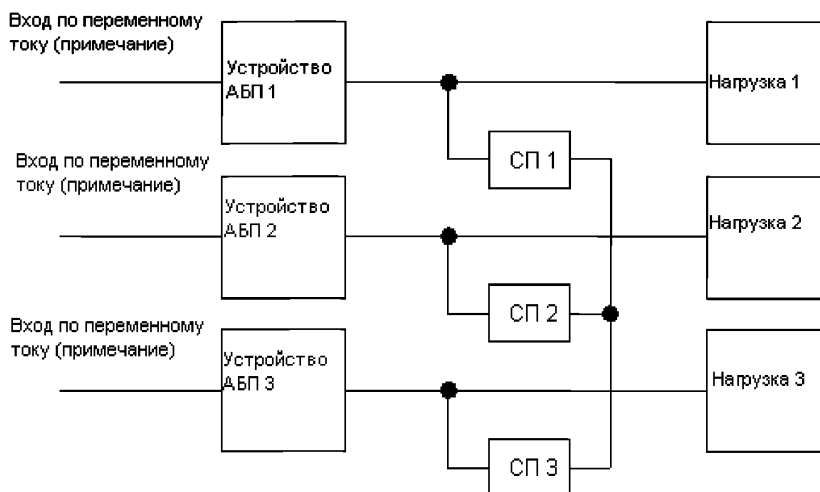 Вход по переменному
току (примечание)
Устройство
АБП 1
Нагрузка 1
СП 1
Вход по переменному
току (примечание)
Устройство
АБП 2
Нагрузка 2
СП 2
Вход по переменному
току (примечание)
Устройство
АБП 3
Нагрузка 3
СП 3